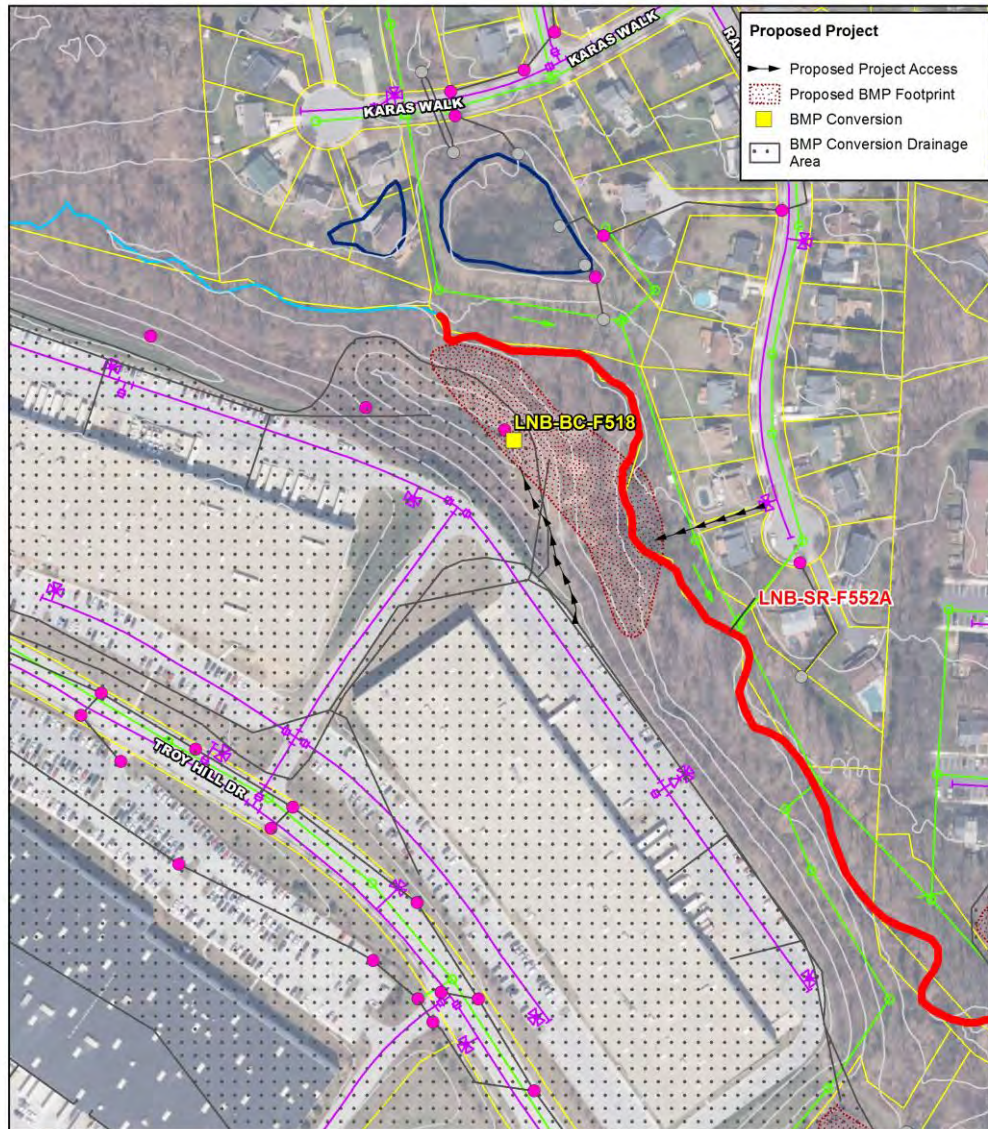 Proposed Project
Proposed Project Access
Proposed BMP Footprint
BMP Conversion
BMP Conversion Drainage
Area
KARAS WALK
KARAS WALK
LNB-BC-F518
LNB-SR-F552A
TROY HILL DR